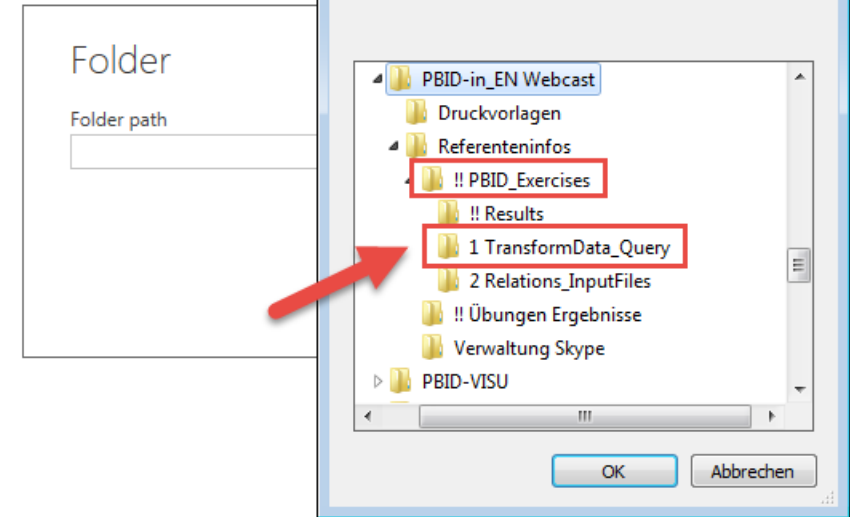 Folder
Folder path
PBID-in_EN Webcast
Druckvorlagen
Referenteninfos
!! PBID_Exercises
!! Results
1 TransformData_Query
2 Relations_InputFiles
!! Übungen Ergebnisse
Verwaltung Skype
PBID-VISU
OK
Abbrechen